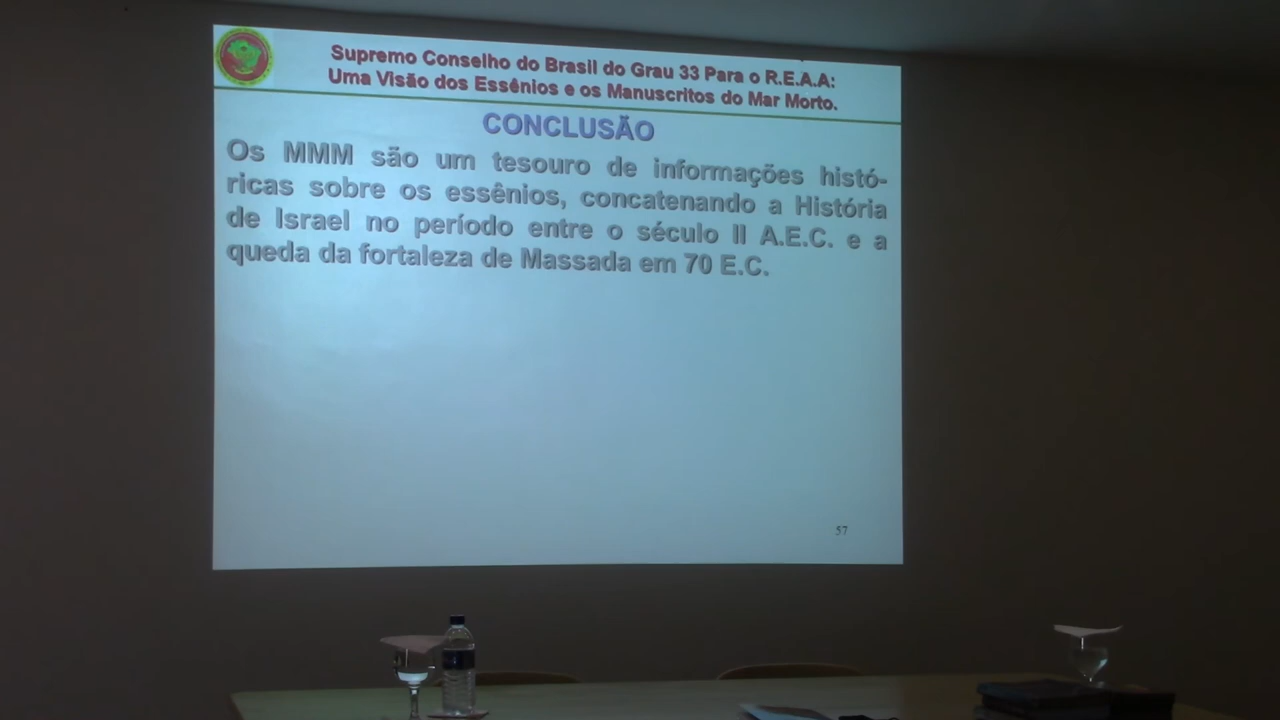 Supremo Conselho do Brasil do Grau 33 Para o R.E.A.A:
Uma Visão dos Essênios e os Manuscritos do Mar Morto.
CONCLUSÃO
Os MMM são um tesouro de informações histó-
ricas sobre os essênios, concatenando a História
de Israel no período entre o século II A.E.C. e a
queda da fortaleza de Massada em 70 E.C.
57